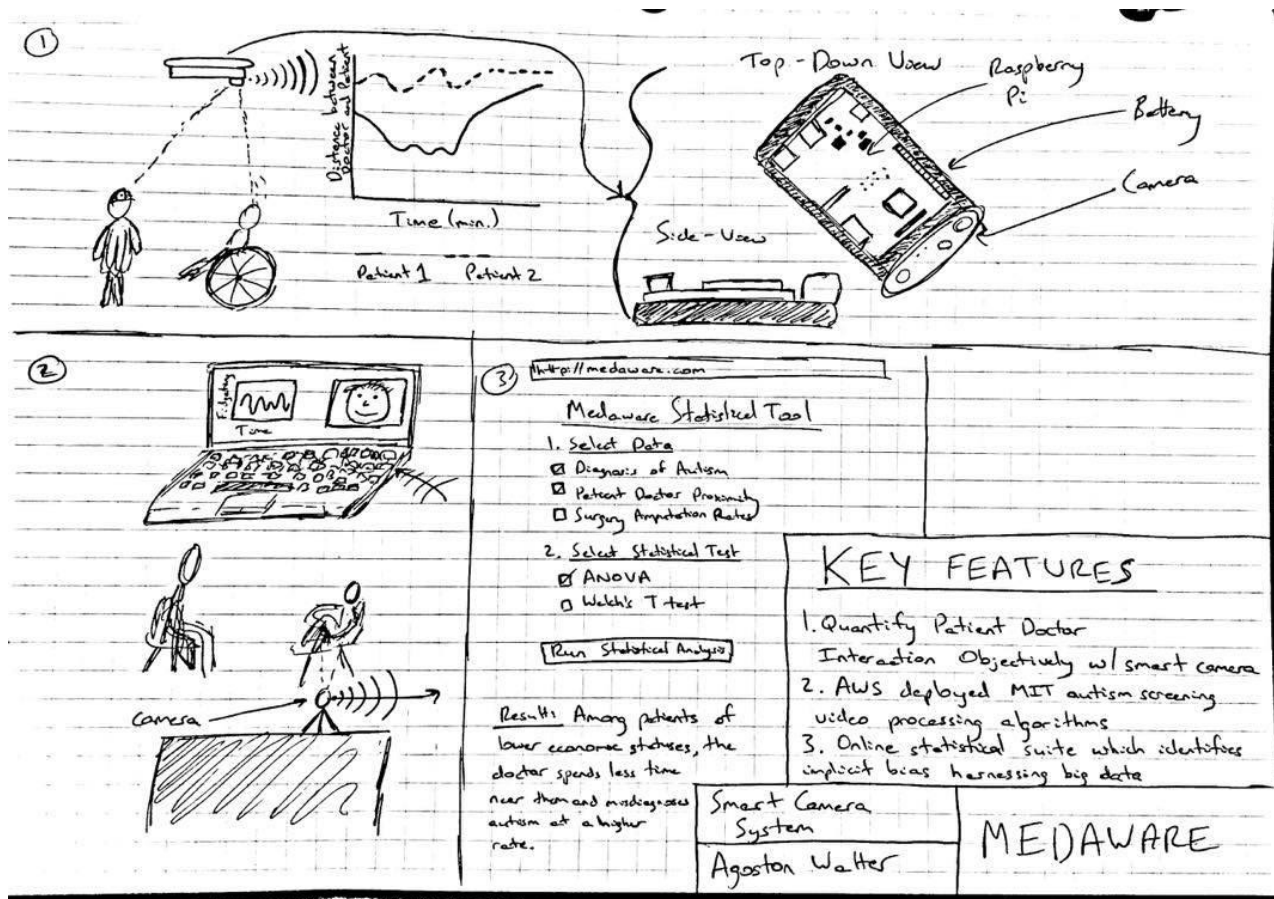 1
Distance between
Doctor and Patient
Time (min.)
Patient 1 Patient 2
Top-Down View
Raspberry
Pi
Battery
Camera
Side-View
2
Fidgeting
Time
Camera
3
http://medaware.com
Medaware Statistical Tool
1. Select Data
Diagnosis of Autism
Patient Doctor Proximity
Surgery Amputation Rates
2. Select Statistical Test
ANOVA
Welch's T test
Run Statistical Analysis
Result: Among patients of
lower economic statuses, the
doctor spends less time
near them and misdiagnoses
autism at a higher
rate.
KEY FEATURES
1. Quantify Patient Doctor
Interaction Objectively w/ smart camera
2. AWS deployed MIT autism screening
video processing algorithms
3. Online statistical suite which identifies
implicit bias harnessing big data
Smart Camera
System
Agoston Walter
MEDAWARE